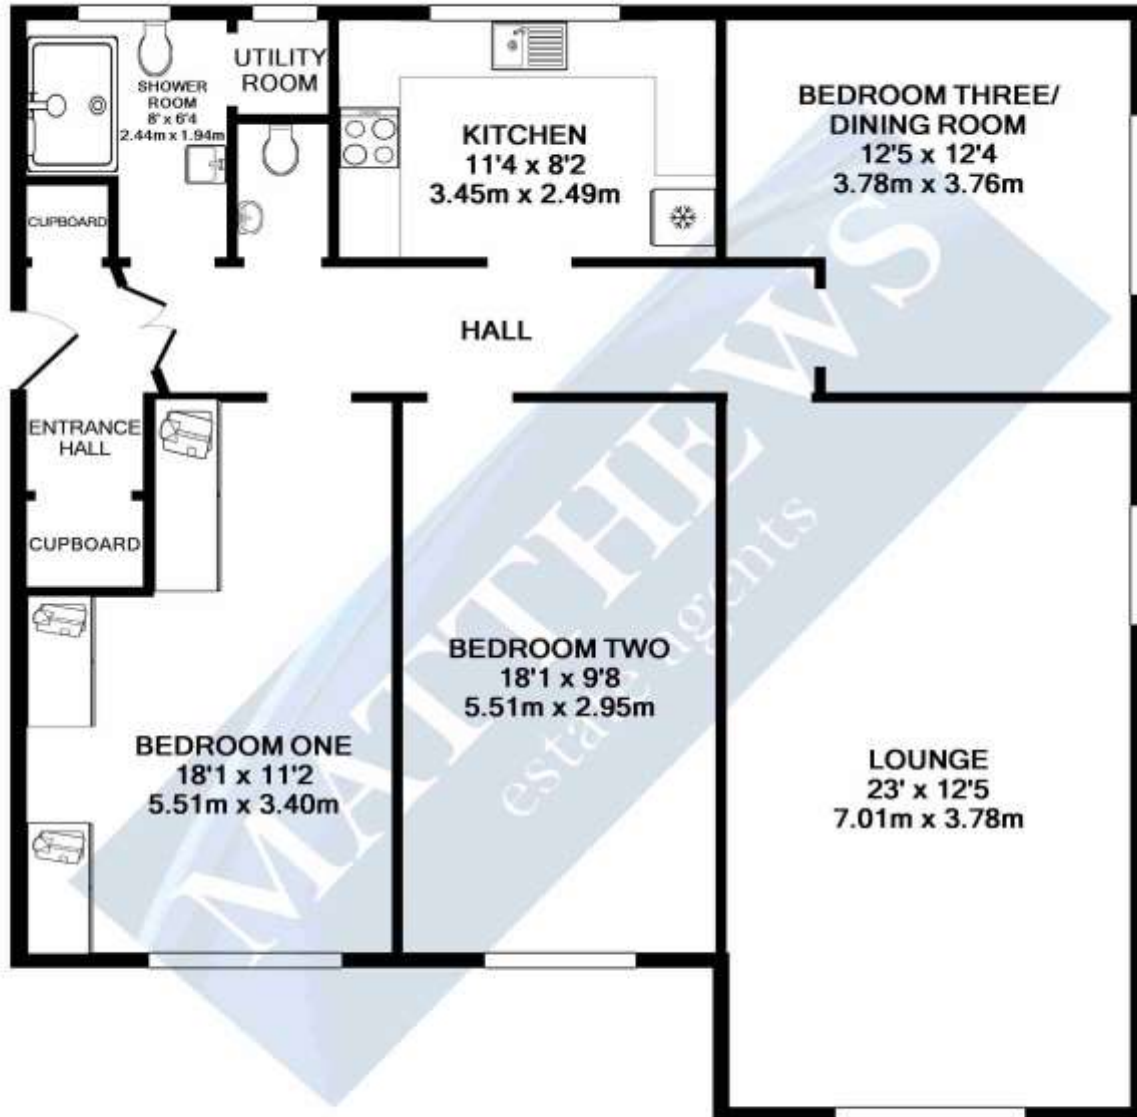 UTILITY
ROOM
SHOWER
ROOM
8' x 6'4
2.44m x 1.94m
KITCHEN
11'4 x 8'2
3.45m x 2.49m
BEDROOM THREE/
DINING ROOM
12'5 x 12'4
3.78m x 3.76m
CUPBOARD
HALL
ENTRANCE
HALL
CUPBOARD
BEDROOM ONE
18'1 x 11'2
5.51m x 3.40m
BEDROOM TWO
18'1 x 9'8
5.51m x 2.95m
LOUNGE
23' x 12'5
7.01m x 3.78m
MATTHEWS
estate agents